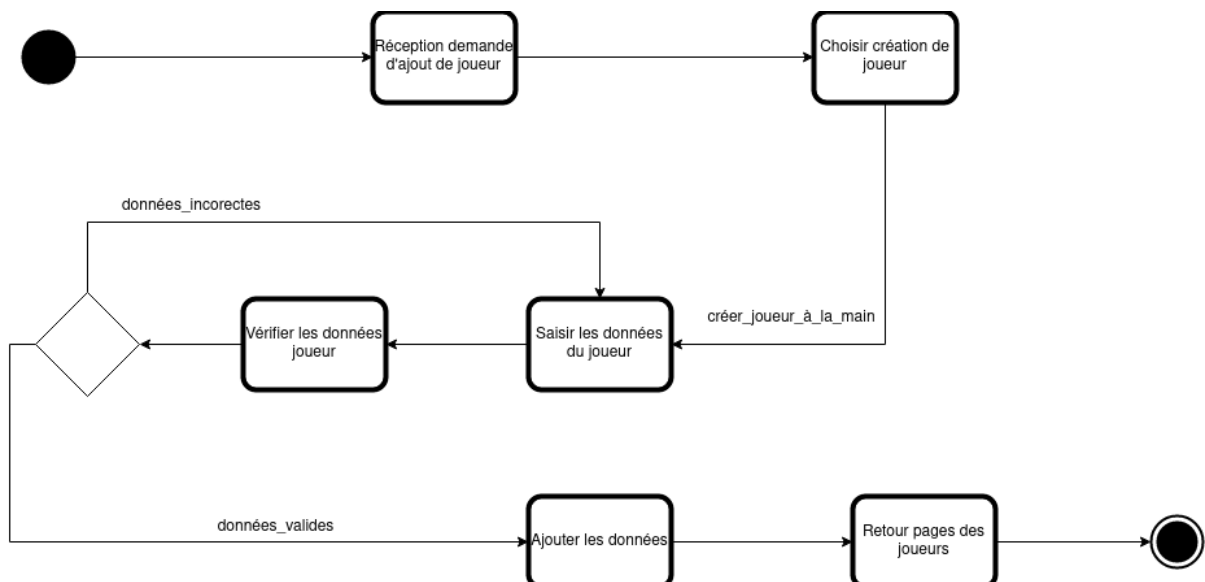 Réception demande
d'ajout de joueur
Choisir création de
joueur
données_incorectes
créer_joueur_à_la_main
Vérifier les données
joueur
Saisir les données
du joueur
données_valides
Ajouter les données
Retour pages des
joueurs